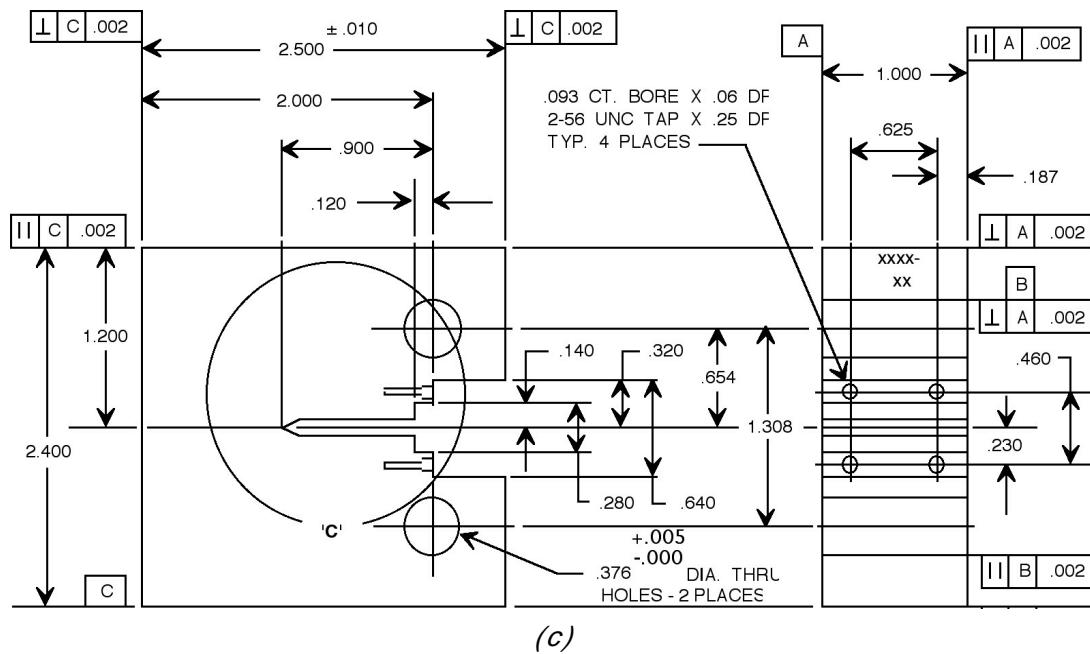 ⊥ C .002
± .010
2.500
⊥ C .002
A
|| A .002
1.000
2.000
.093 CT. BORE X .06 DP
2-56 UNC TAP X .25 DP
TYP. 4 PLACES
.625
.900
.187
.120
|| C .002
⊥ A .002
xxxx-
xx
B
⊥ A .002
1.200
.140
.320
.654
.460
2.400
1.308
.230
.280
.640
'C'
+.005
-.000
.376 DIA. THRU
HOLES - 2 PLACES
C
|| B .002
(c)